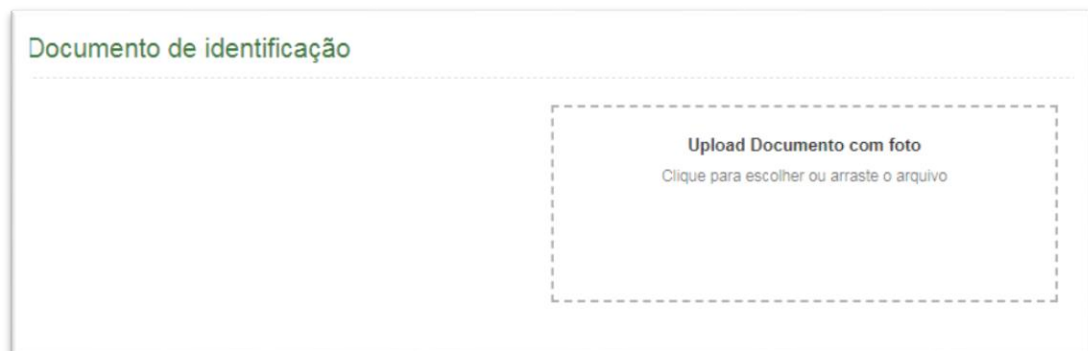 Documento de identificação
Upload Documento com foto
Clique para escolher ou arraste o arquivo